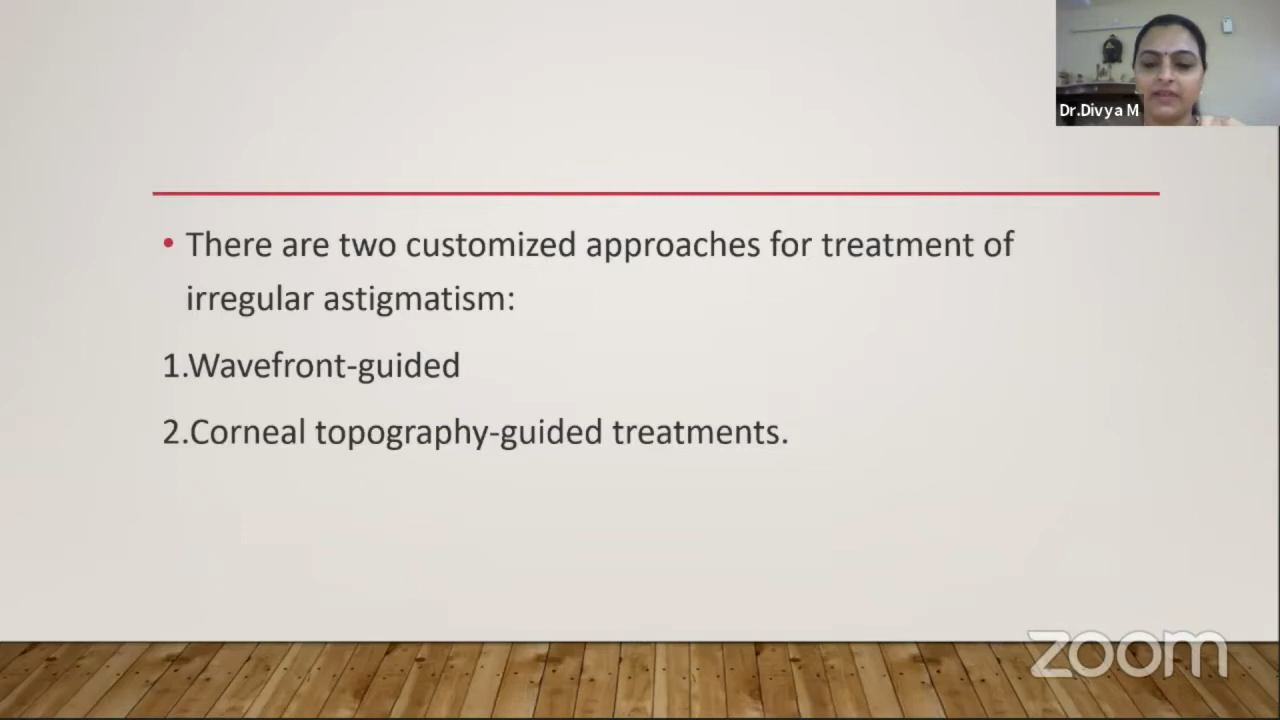 Dr.Divya M
• There are two customized approaches for treatment of
irregular astigmatism:
1.Wavefront-guided
2.Corneal topography-guided treatments.
zoom